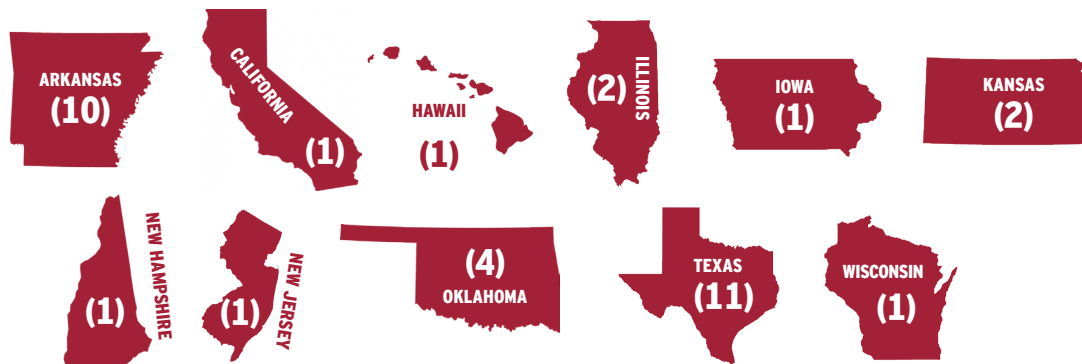 ARKANSAS
(10)
CALIFORNIA
(1)
HAWAII
(1)
(2)
ILLINOIS
IOWA
(1)
KANSAS
(2)
NEW HAMPSHIRE
(1)
(1)
NEW JERSEY
(4)
OKLAHOMA
TEXAS
(11)
WISCONSIN
(1)